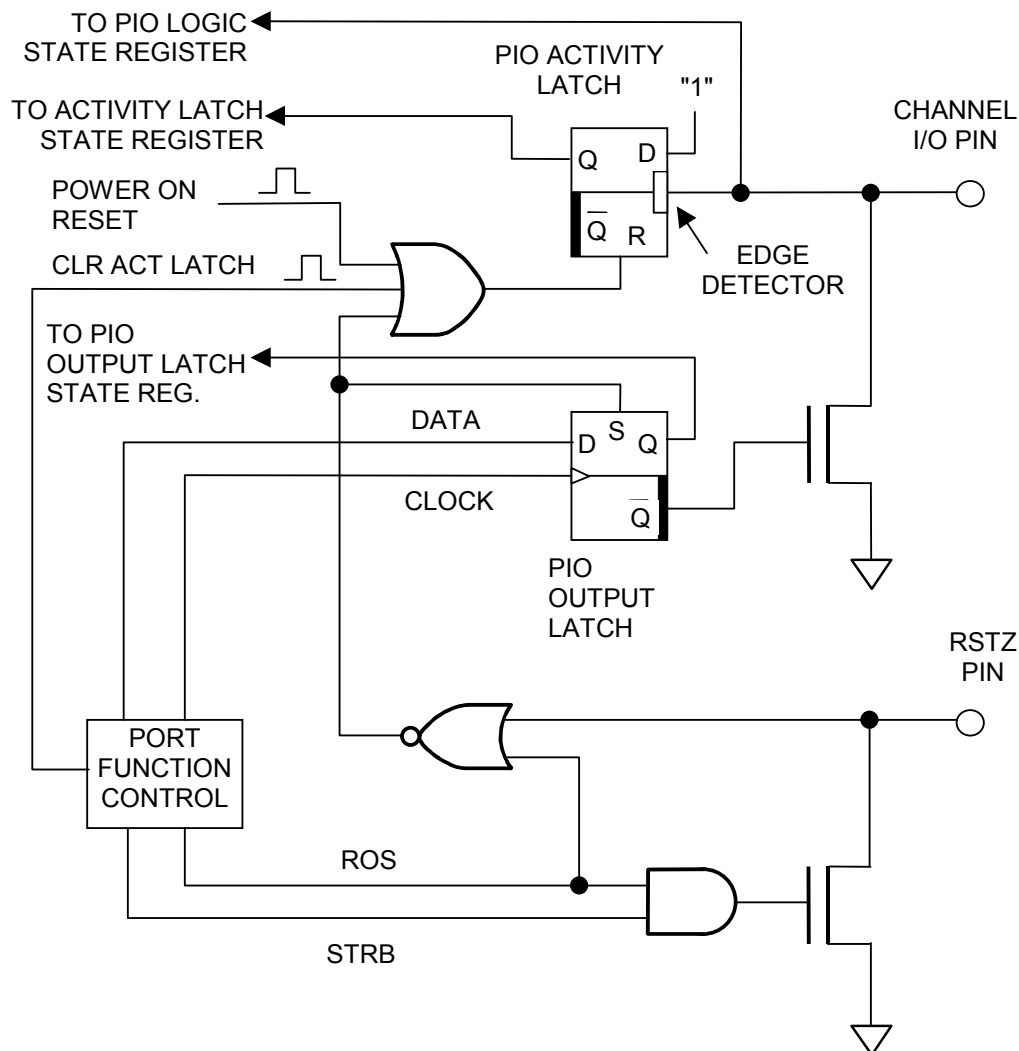 TO PIO LOGIC
STATE REGISTER
PIO ACTIVITY
LATCH
"1"
TO ACTIVITY LATCH
STATE REGISTER
CHANNEL
I/O PIN
Q
D
Q
R
POWER ON
RESET
EDGE
DETECTOR
CLR ACT LATCH
TO PIO
OUTPUT LATCH
STATE REG.
DATA
D
S
Q
CLOCK
Q
PIO
OUTPUT
LATCH
RSTZ
PIN
PORT
FUNCTION
CONTROL
ROS
STRB